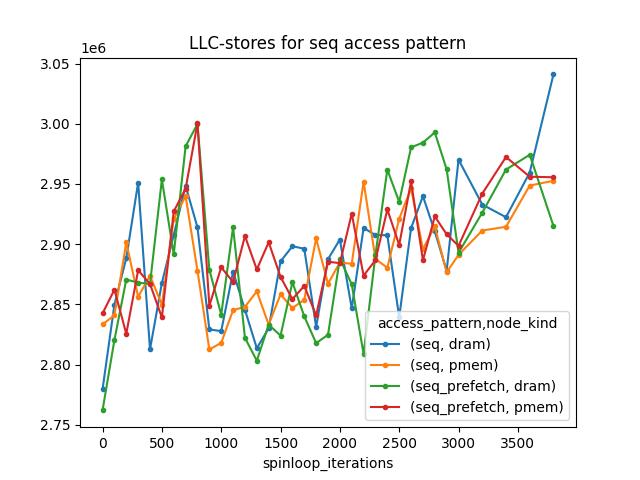 LLC-stores for seq access pattern
1e6
3.05
3.00
2.95
2.90
2.85
2.80
2.75
access_pattern,node_kind
(seq, dram)
(seq, pmem)
(seq_prefetch, dram)
(seq_prefetch, pmem)
0 500 1000 1500 2000 2500 3000 3500
spinloop_iterations